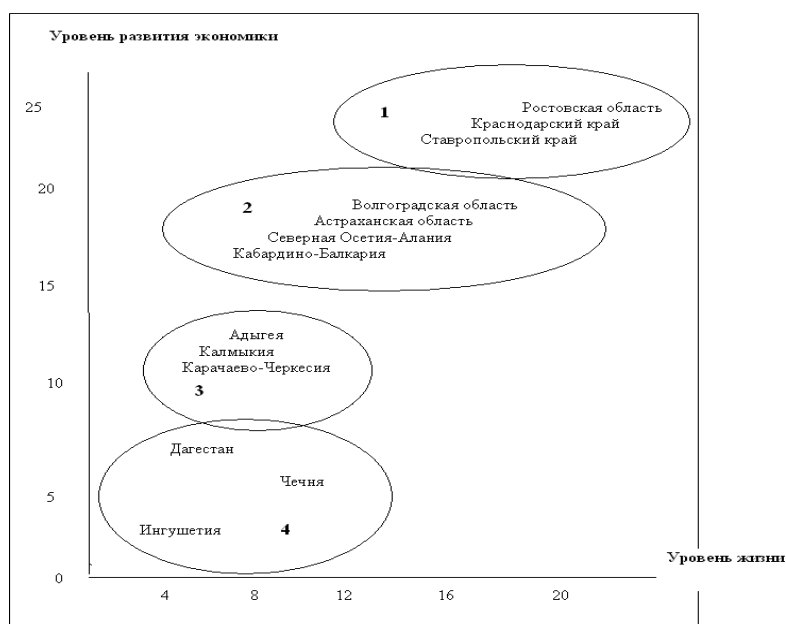 Уровень развития экономики
25
1
Ростовская область
Краснодарский край
Ставропольский край
20
2
Волгоградская область
Астраханская область
Северная Осетия-Алания
Кабардино-Балкария
15
Адыгея
Калмыкия
Карачаево-Черкесия
10
3
Дагестан
Чечня
5
Ингушетия
4
Уровень жизни
0
4 8 12 16 20